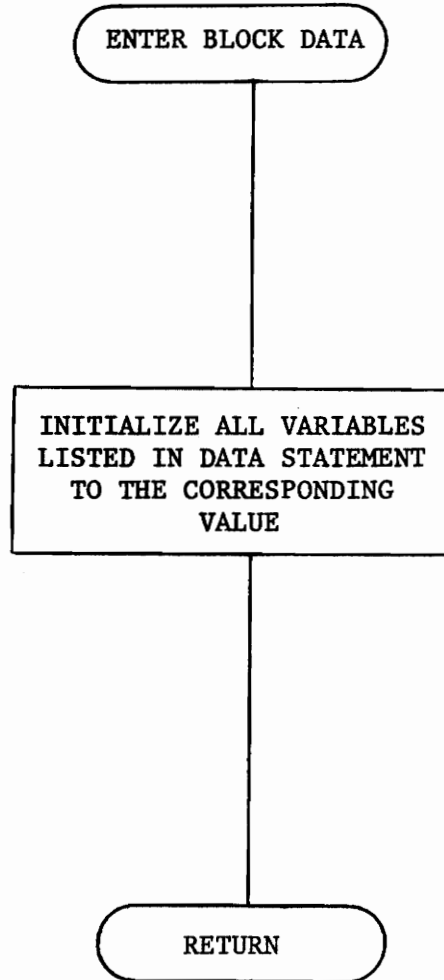 ENTER BLOCK DATA
INITIALIZE ALL VARIABLES
LISTED IN DATA STATEMENT
TO THE CORRESPONDING
VALUE
RETURN